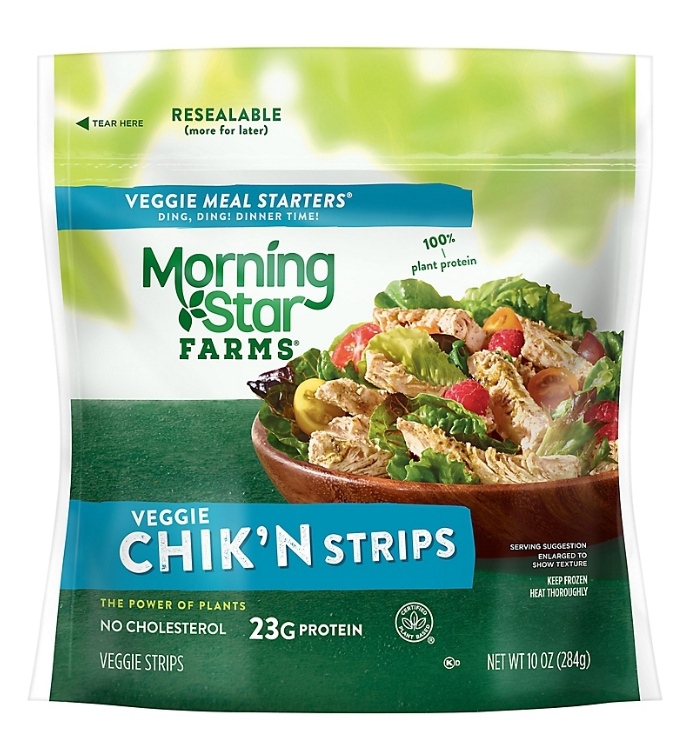 TEAR HERE
RESEALABLE
(more for later)
VEGGIE MEAL STARTERS®
DING, DING! DINNER TIME!
100%
plant protein
Morning
Star
FARMS®
VEGGIE
CHIK'N STRIPS
SERVING SUGGESTION
ENLARGED TO
SHOW TEXTURE
KEEP FROZEN
HEAT THOROUGHLY
THE POWER OF PLANTS
NO CHOLESTEROL
23G PROTEIN
CERTIFIED
PLANT BASED
®
VEGGIE STRIPS
K D
NET WT 10 OZ (284g)